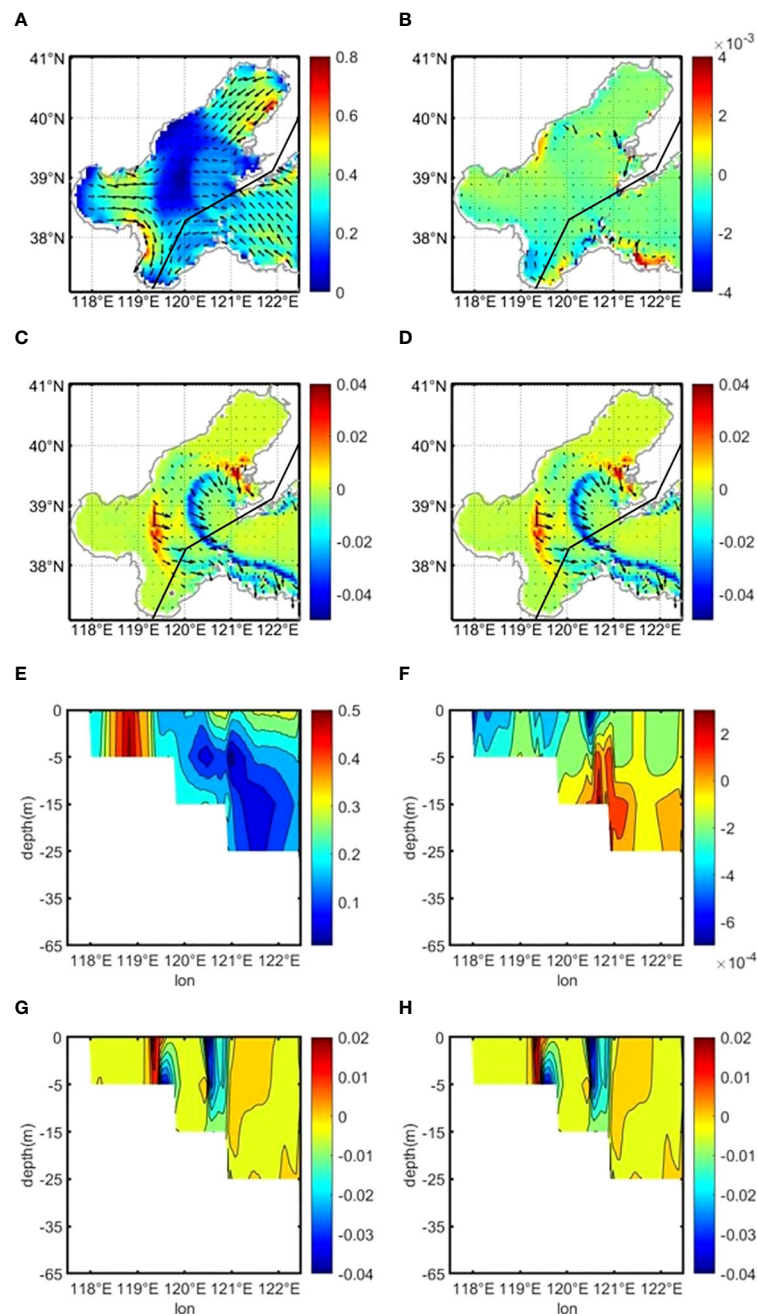 A
B
41°N
40°N
39°N
38°N
118°E 119°E 120°E 121°E 122°E
0.8
0.6
0.4
0.2
0
41°N
40°N
39°N
38°N
118°E 119°E 120°E 121°E 122°E
×10⁻³
4
2
0
-2
-4
C
D
41°N
40°N
39°N
38°N
118°E 119°E 120°E 121°E 122°E
0.04
0.02
0
-0.02
-0.04
41°N
40°N
39°N
38°N
118°E 119°E 120°E 121°E 122°E
0.04
0.02
0
-0.02
-0.04
E
F
depth(m)
0
-5
-15
-25
-35
-65
118°E 119°E 120°E 121°E 122°E
lon
0.5
0.4
0.3
0.2
0.1
depth(m)
0
-5
-15
-25
-35
-65
118°E 119°E 120°E 121°E 122°E
lon
2
0
-2
-4
-6
×10⁻⁴
G
H
depth(m)
0
-5
-15
-25
-35
-65
118°E 119°E 120°E 121°E 122°E
lon
0.02
0.01
0
-0.01
-0.02
-0.03
-0.04
depth(m)
0
-5
-15
-25
-35
-65
118°E 119°E 120°E 121°E 122°E
lon
0.02
0.01
0
-0.01
-0.02
-0.03
-0.04